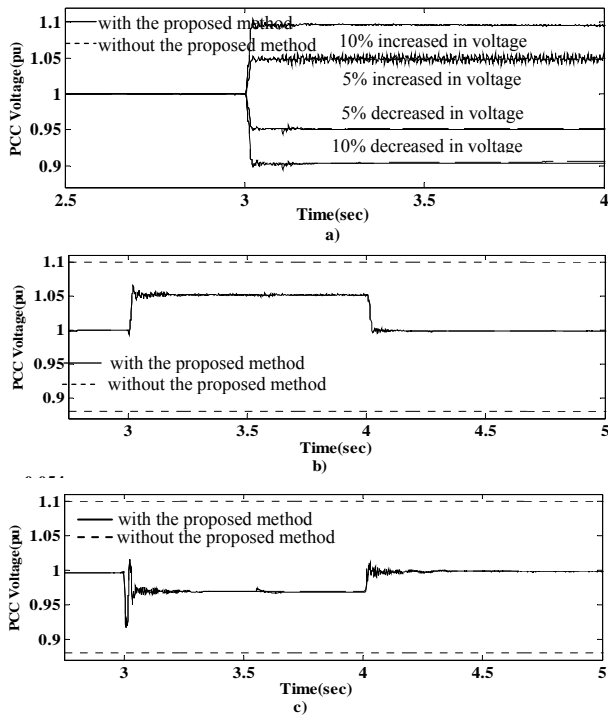 1.1
with the proposed method
without the proposed method
10% increased in voltage
1.05
5% increased in voltage
1
5% decreased in voltage
0.95
10% decreased in voltage
0.9
PCC Voltage(pu)
2.5 3 3.5 4
Time(sec)
a)
1.1
1.05
1
with the proposed method
0.95
without the proposed method
0.9
PCC Voltage(pu)
3 3.5 4 4.5 5
Time(sec)
b)
1.1
with the proposed method
1.05
without the proposed method
1
0.95
0.9
PCC Voltage(pu)
3 3.5 4 4.5 5
Time(sec)
c)